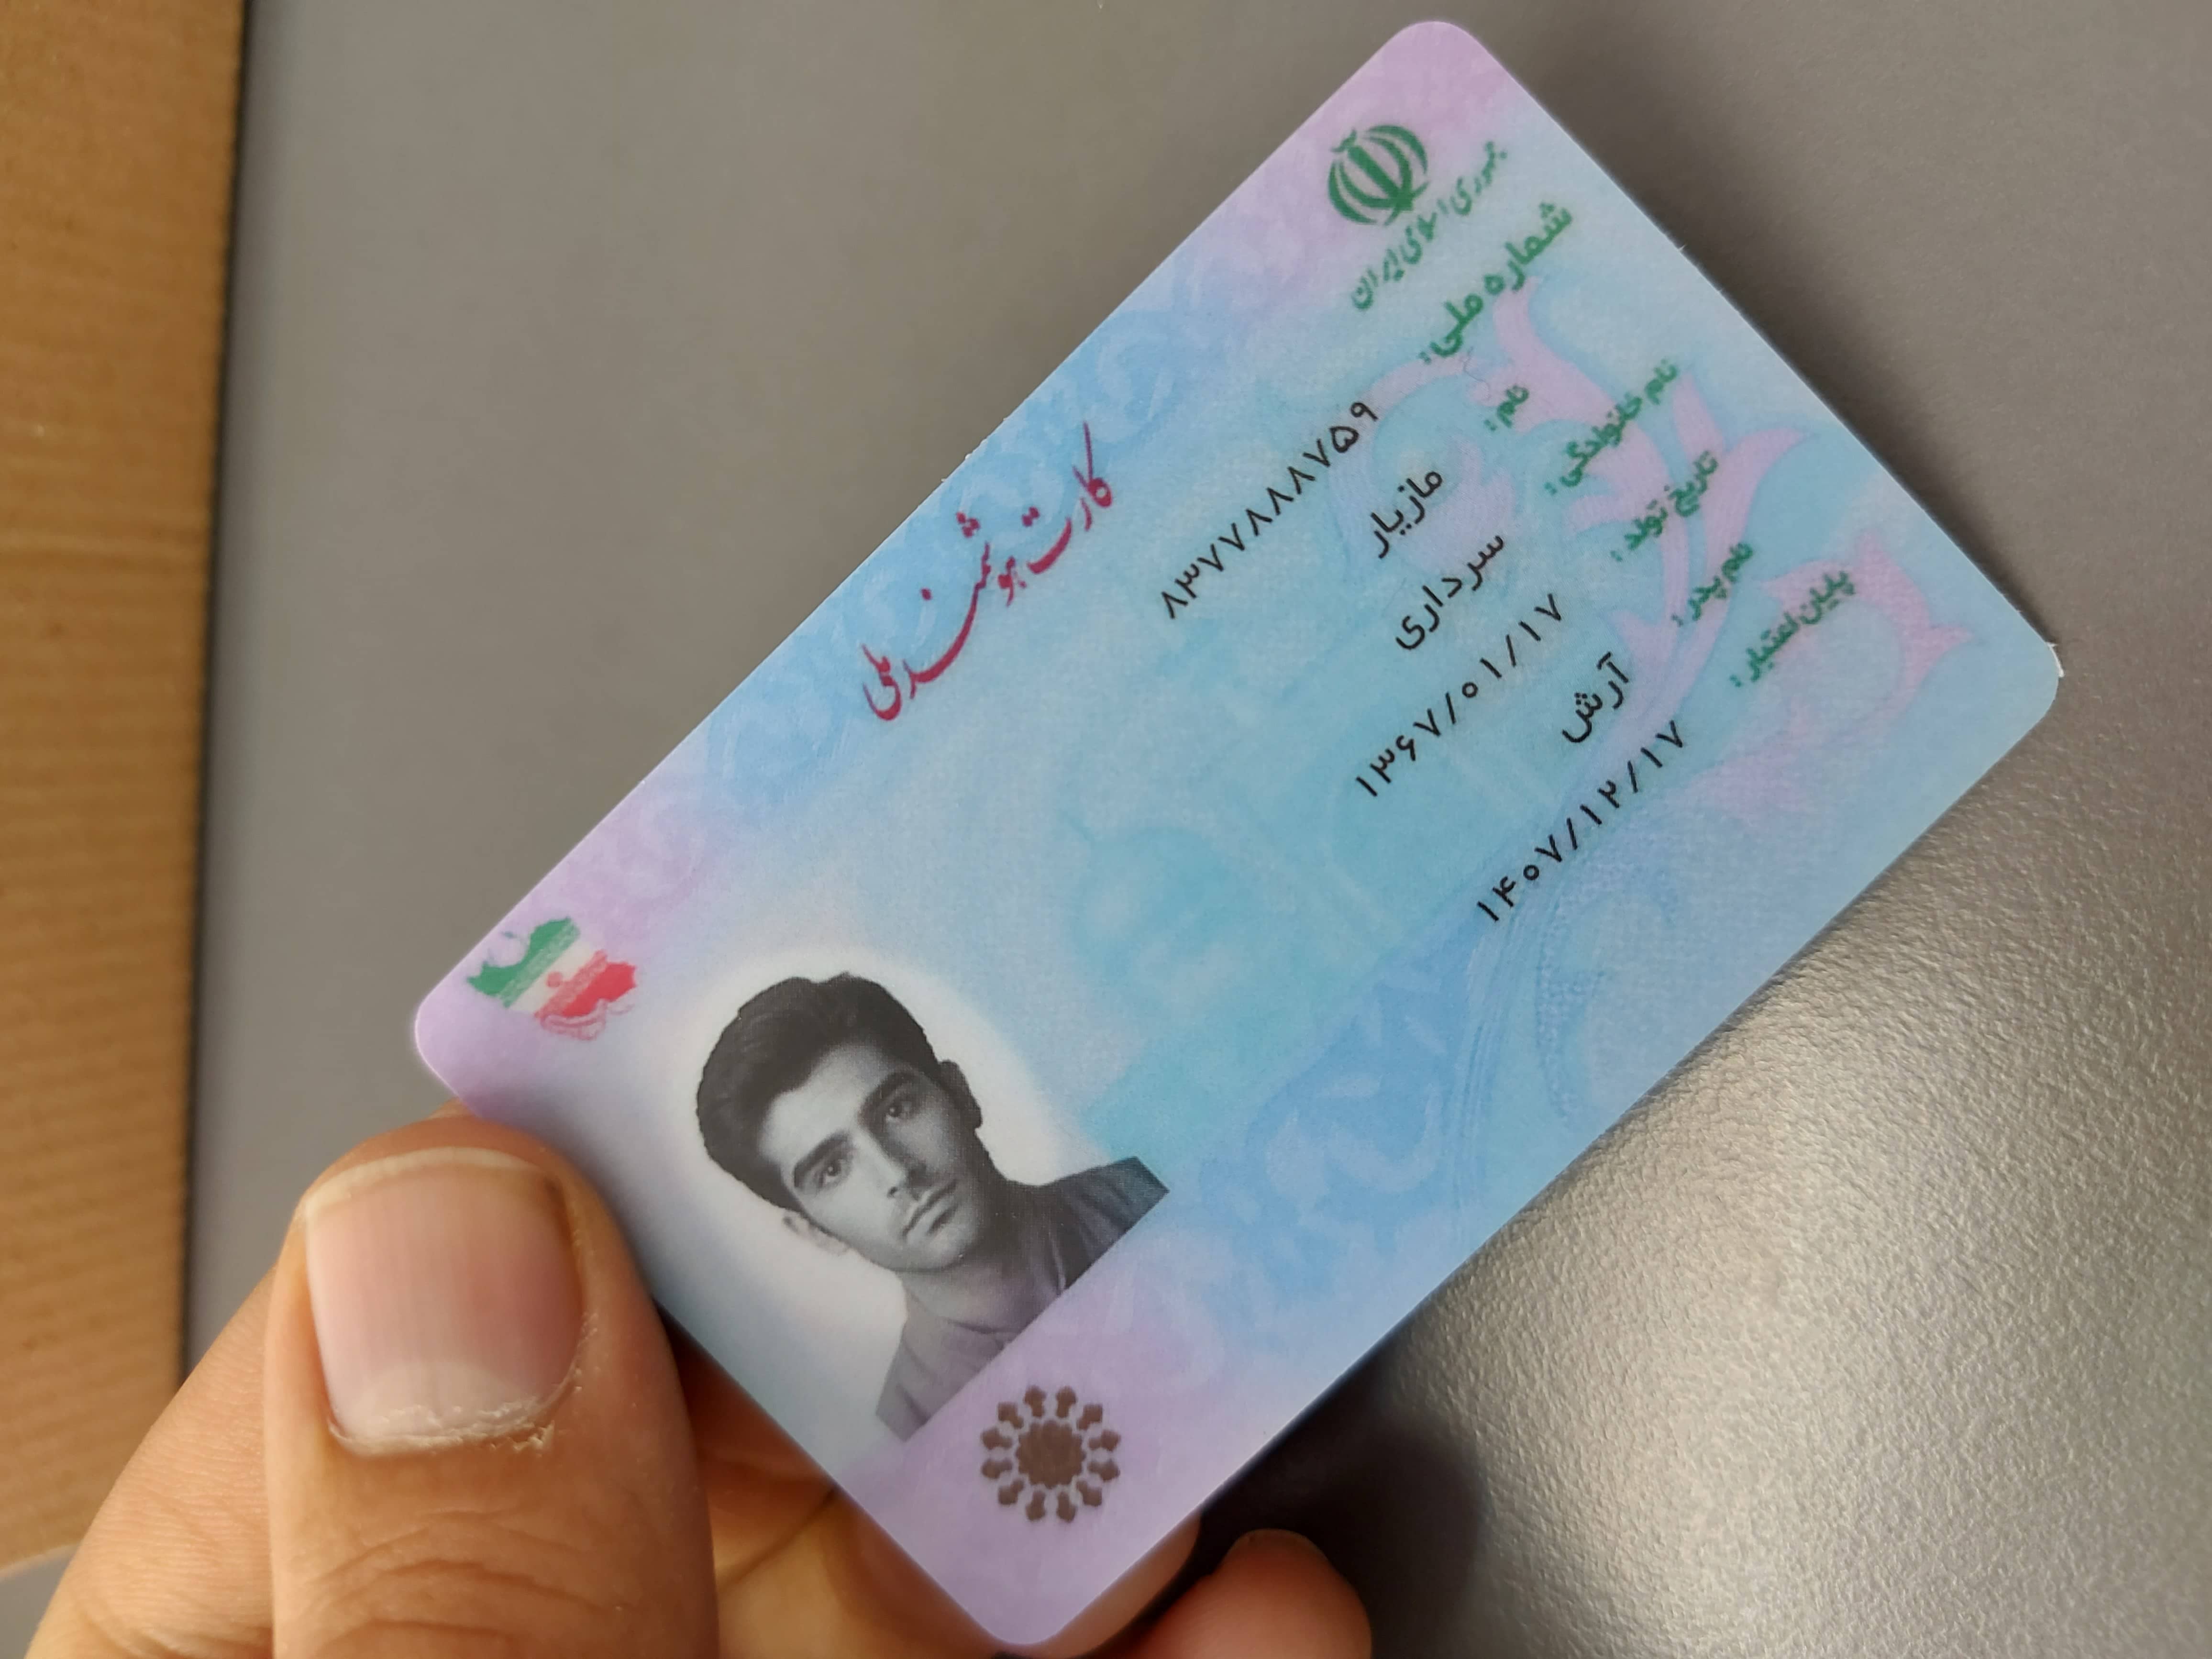 جمهوری اسلامی ایران
کارت هوشمند ملی
شماره ملی: ۸۳۷۷۸۸۸۷۵۹
نام: مازیار
نام خانوادگی: سرداری
تاریخ تولد: ۱۳۶۷/۰۱/۱۷
نام پدر: آرش
پایان اعتبار: ۱۴۰۷/۱۲/۱۷